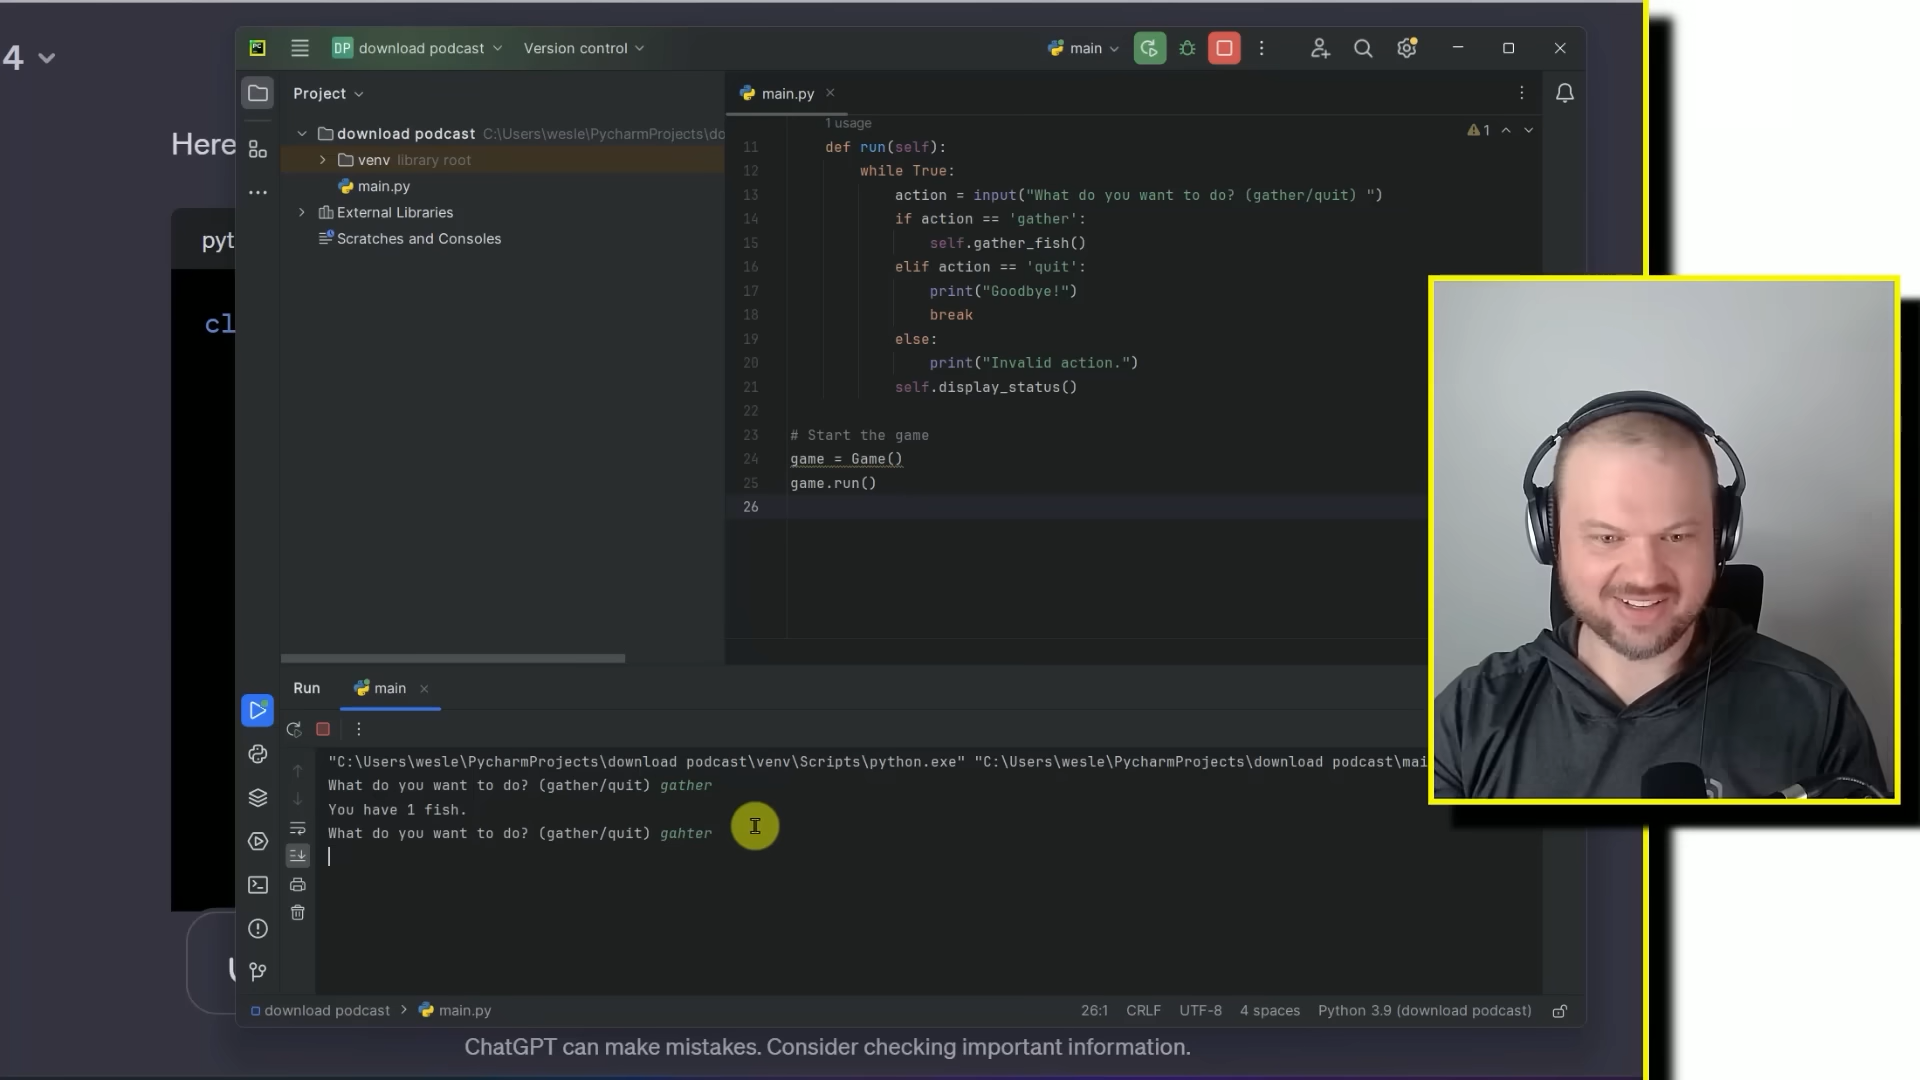 4
Here
pyt
cl
DP download podcast Version control main
Project
main.py
download podcast C:\Users\wesle\PycharmProjects\do
venv library root
main.py
External Libraries
Scratches and Consoles
1 usage
1
11 def run(self):
12 while True:
13 action = input("What do you want to do? (gather/quit) ")
14 if action == 'gather':
15 self.gather_fish()
16 elif action == 'quit':
17 print("Goodbye!")
18 break
19 else:
20 print("Invalid action.")
21 self.display_status()
22
23 # Start the game
24 game = Game()
25 game.run()
26
Run main
"C:\Users\wesle\PycharmProjects\download podcast\venv\Scripts\python.exe" "C:\Users\wesle\PycharmProjects\download podcast\mai
What do you want to do? (gather/quit) gather
You have 1 fish.
What do you want to do? (gather/quit) gahter
download podcast > main.py
26:1 CRLF UTF-8 4 spaces Python 3.9 (download podcast)
ChatGPT can make mistakes. Consider checking important information.